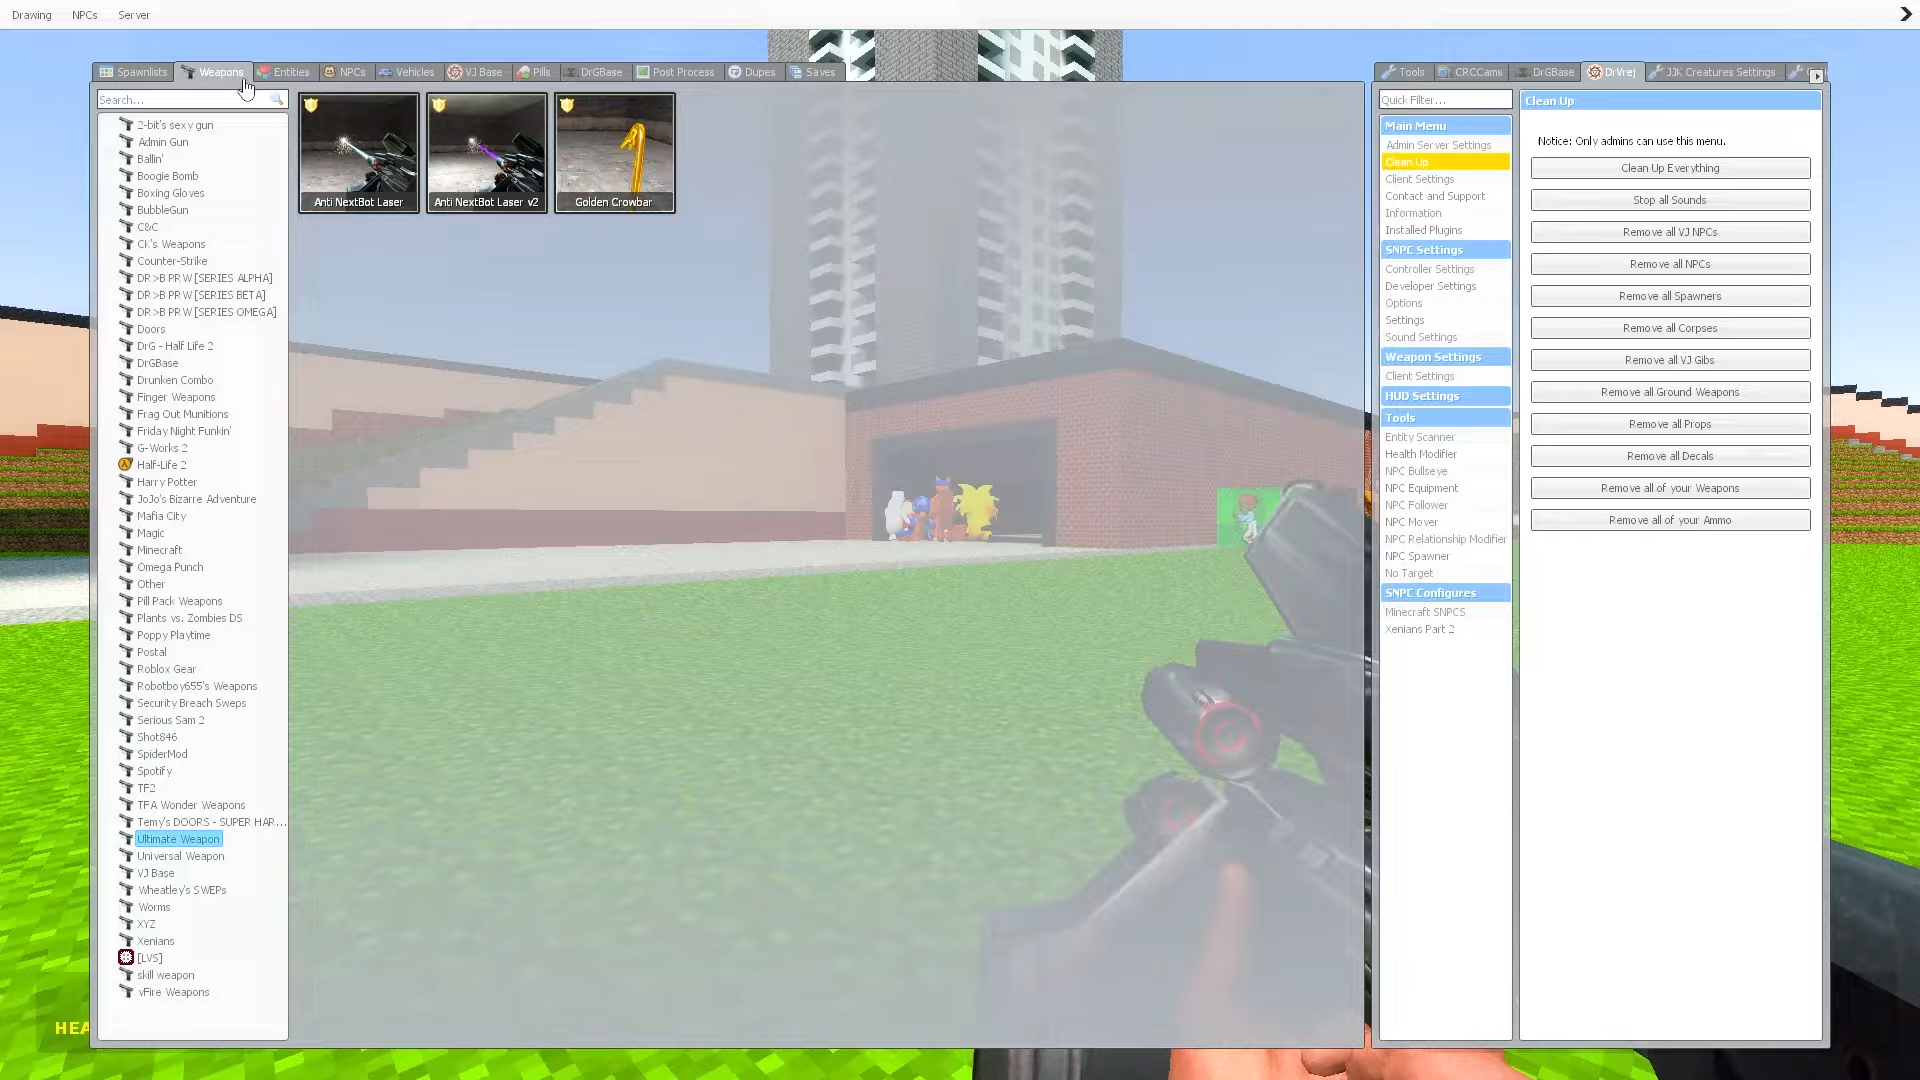 Drawing NPCs Server
Spawnlists Weapons Entities NPCs Vehicles VJ Base Pills DrGBase Post Process Dupes Saves
Search...
2-bit's sexy gun
Admin Gun
Ballin'
Boogie Bomb
Boxing Gloves
BubbleGun
C&C
CK's Weapons
Counter-Strike
DR>B PRW [SERIES ALPHA]
DR>B PRW [SERIES BETA]
DR>B PRW [SERIES OMEGA]
Doors
DrG - Half Life 2
DrGBase
Drunken Combo
Finger Weapons
Frag Out Munitions
Friday Night Funkin'
G-Works 2
Half-Life 2
Harry Potter
JoJo's Bizarre Adventure
Mafia City
Magic
Minecraft
Omega Punch
Other
Pill Pack Weapons
Plants vs. Zombies DS
Poppy Playtime
Postal
Roblox Gear
Robotboy655's Weapons
Security Breach Sweps
Serious Sam 2
Shot846
SpiderMod
Spotify
TF2
TFA Wonder Weapons
Temy's DOORS - SUPER HAR...
Ultimate Weapon
Universal Weapon
VJ Base
Wheatley's SWEPs
Worms
XYZ
Xenians
[LVS]
skill weapon
vFire Weapons
Anti NextBot Laser
Anti NextBot Laser v2
Golden Crowbar
HEA
Tools CRCCams DrGBase DrVrej JJK Creatures Settings
Quick Filter...
Main Menu
Admin Server Settings
Clean Up
Client Settings
Contact and Support
Information
Installed Plugins
SNPC Settings
Controller Settings
Developer Settings
Options
Settings
Sound Settings
Weapon Settings
Client Settings
HUD Settings
Tools
Entity Scanner
Health Modifier
NPC Bullseye
NPC Equipment
NPC Follower
NPC Mover
NPC Relationship Modifier
NPC Spawner
No Target
SNPC Configures
Minecraft SNPCS
Xenians Part 2
Clean Up
Notice: Only admins can use this menu.
Clean Up Everything
Stop all Sounds
Remove all VJ NPCs
Remove all NPCs
Remove all Spawners
Remove all Corpses
Remove all VJ Gibs
Remove all Ground Weapons
Remove all Props
Remove all Decals
Remove all of your Weapons
Remove all of your Ammo